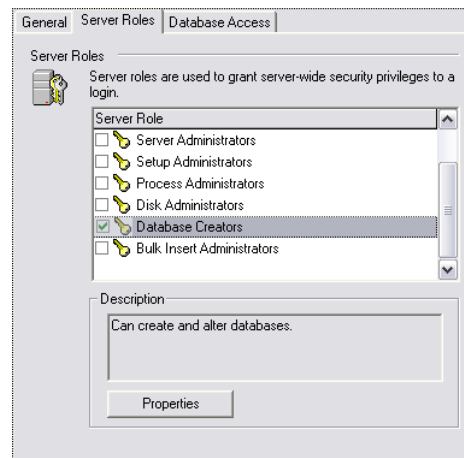 General Server Roles Database Access
Server Roles
Server roles are used to grant server-wide security privileges to a
login.
Server Role
Server Administrators
Setup Administrators
Process Administrators
Disk Administrators
Database Creators
Bulk Insert Administrators
Description
Can create and alter databases.
Properties